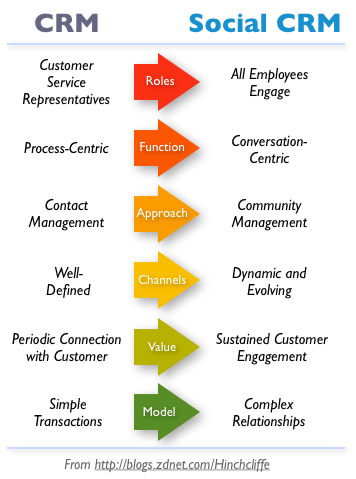 CRM
Social CRM
Customer
Service
Representatives
Roles
All Employees
Engage
Process-Centric
Function
Conversation-
Centric
Contact
Management
Approach
Community
Management
Well-
Defined
Channels
Dynamic and
Evolving
Periodic Connection
with Customer
Value
Sustained Customer
Engagement
Simple
Transactions
Model
Complex
Relationships
From http://blogs.zdnet.com/Hinchcliffe